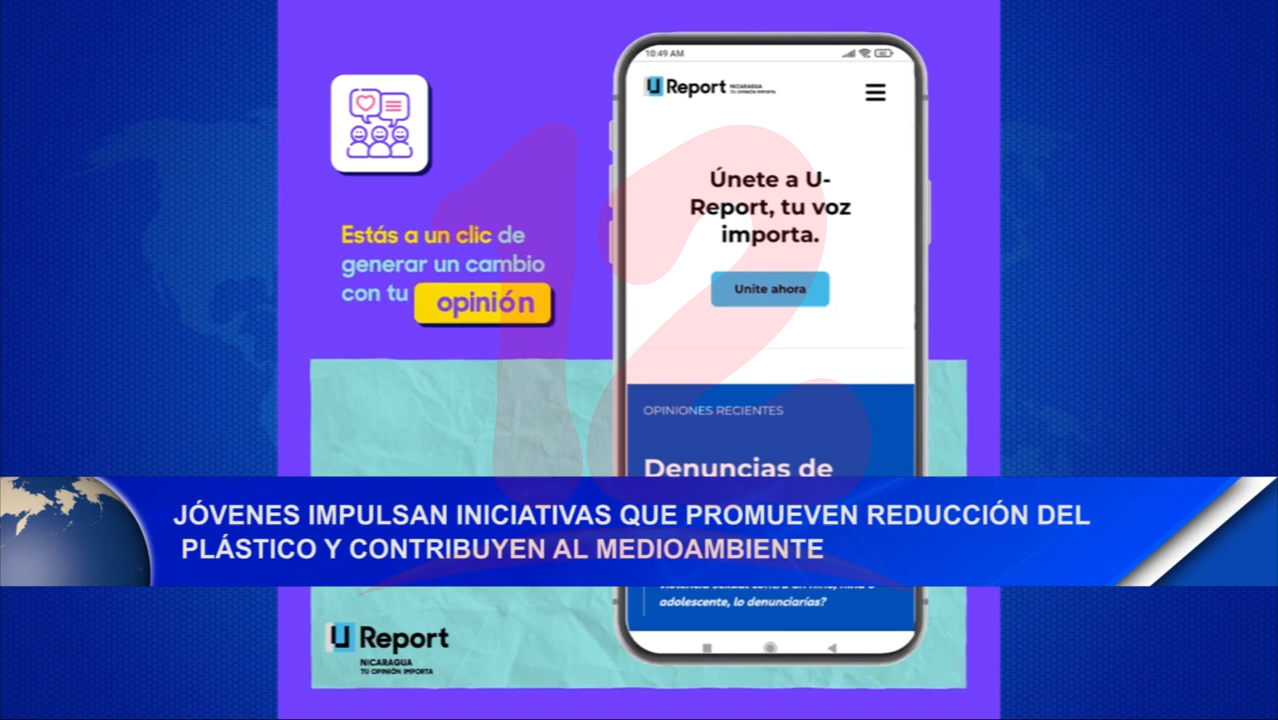 10:49 AM
U Report NICARAGUA
TU OPINIÓN IMPORTA
Únete a U-
Report, tu voz
importa.
Unite ahora
Estás a un clic de
generar un cambio
con tu opinión
OPINIONES RECIENTES
Denuncias de
JÓVENES IMPULSAN INICIATIVAS QUE PROMUEVEN REDUCCIÓN DEL
PLÁSTICO Y CONTRIBUYEN AL MEDIOAMBIENTE
adolescente, lo denunciarías?
U Report
NICARAGUA
TU OPINIÓN IMPORTA
12